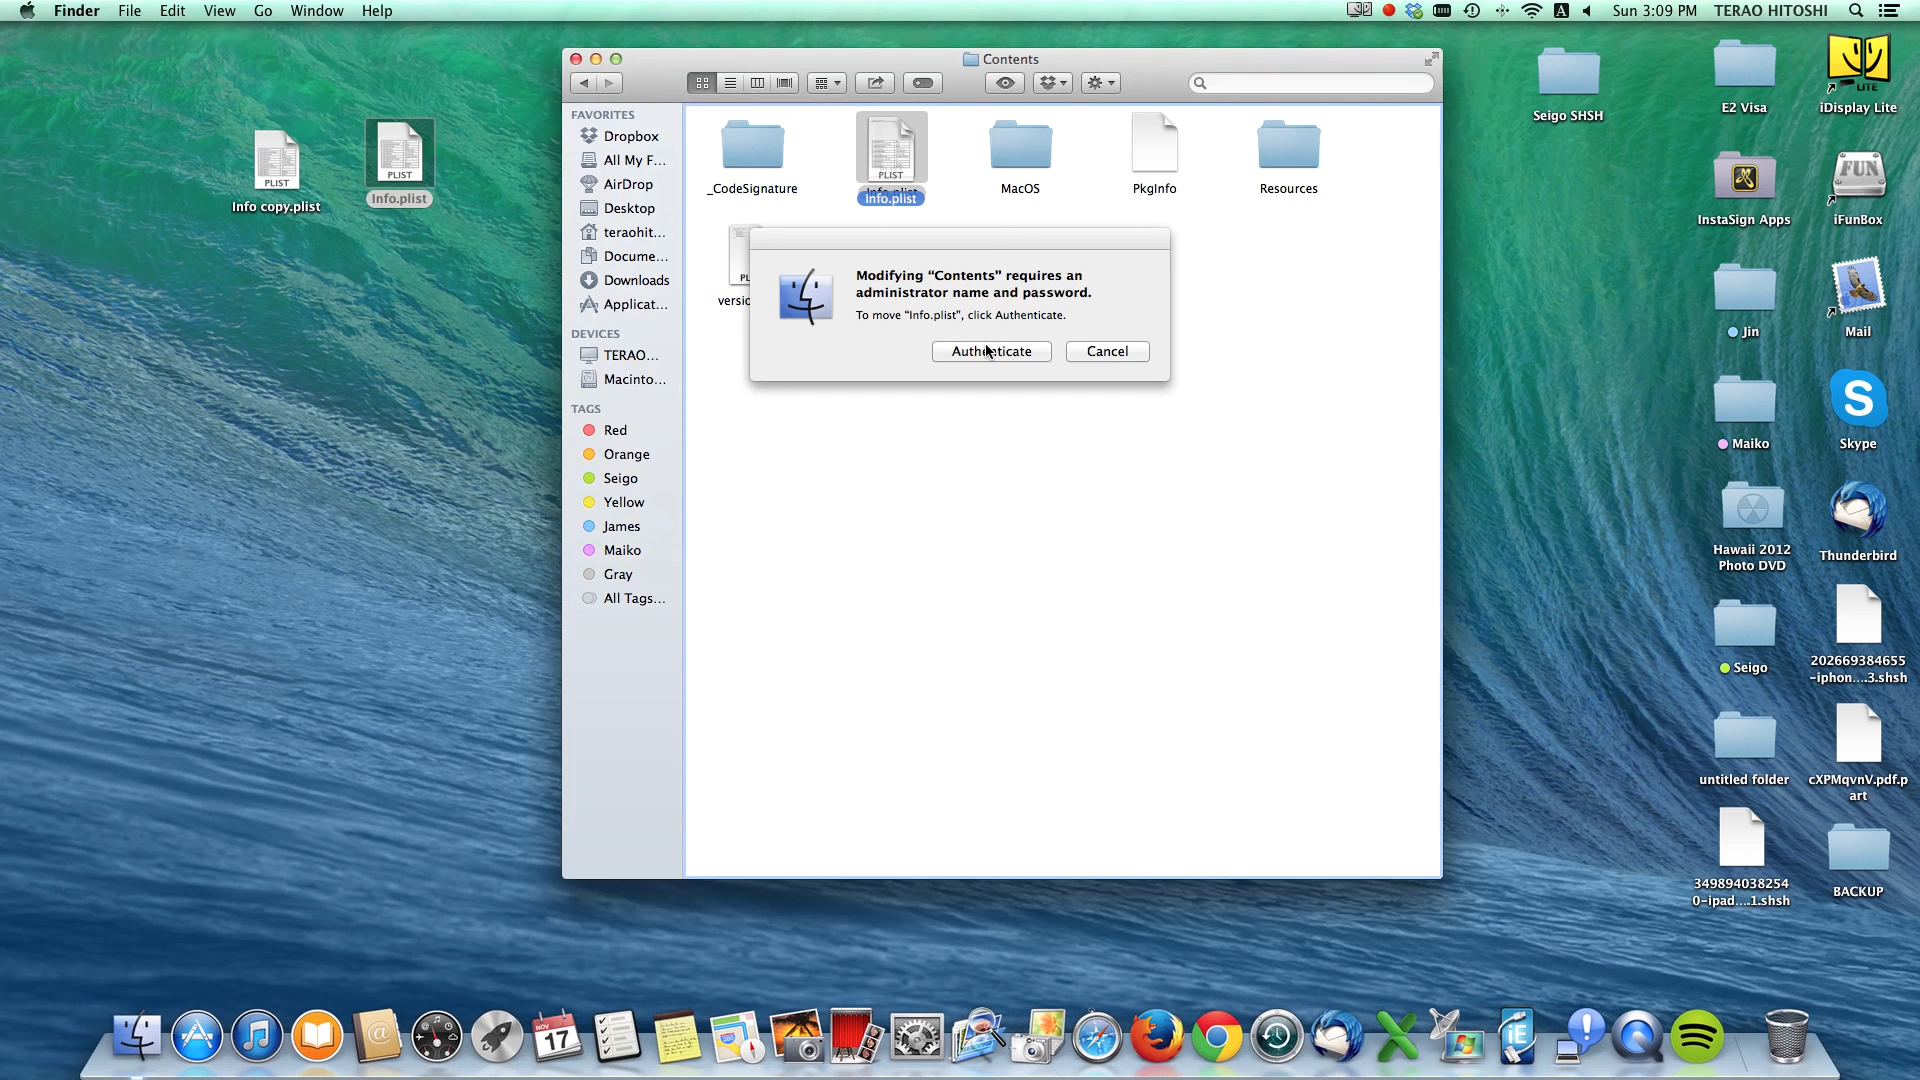 Finder File Edit View Go Window Help
Sun 3:09 PM TERAO HITOSHI
Contents
FAVORITES
Dropbox
All My F...
AirDrop
Desktop
teraohit...
Docume...
Downloads
Applicat...
DEVICES
TERAO...
Macinto...
TAGS
Red
Orange
Seigo
Yellow
James
Maiko
Gray
All Tags...
_CodeSignature
PLIST
Info.plist
MacOS
PkgInfo
Resources
versio
Modifying “Contents” requires an
administrator name and password.
To move “Info.plist”, click Authenticate.
Authenticate
Cancel
PLIST
Info copy.plist
PLIST
Info.plist
Seigo SHSH
E2 Visa
LITE
iDisplay Lite
InstaSign Apps
FUN
iFunBox
Jin
Mail
Maiko
Skype
Hawaii 2012
Photo DVD
Thunderbird
Seigo
202669384655
-iphon....3.shsh
untitled folder
cXPMqvnV.pdf.p
art
349894038254
0-ipad....1.shsh
BACKUP
NOV
17